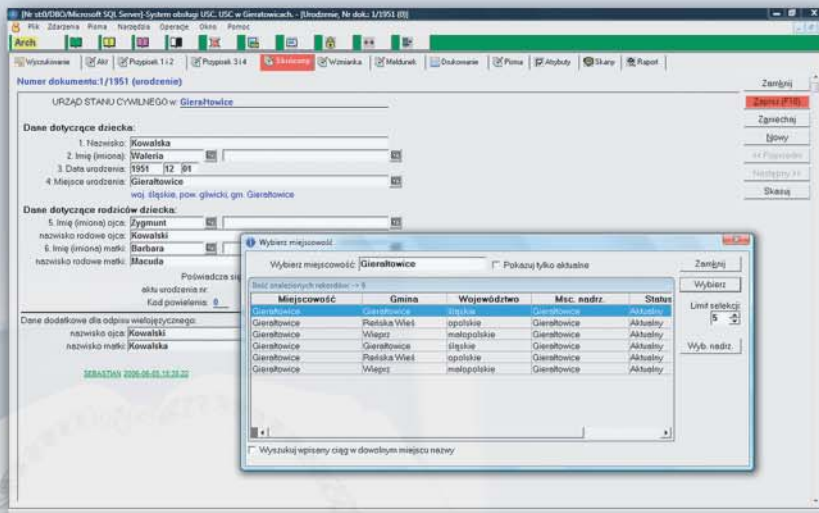 [Nr st:0/DBO/Microsoft SQL Server]-System obsługi USC. USC w Gierałtowicach. - [Urodzenie, Nr dok.: 1/1951 (0)]
Plik Zdarzenia Pisma Narzędzia Operacje Okno Pomoc
Arch
Wyszukiwanie Akt Przypisek 1 i 2 Przypisek 3 i 4 Skrócony Wzmianka Meldunek Drukowanie Pisma Atrybuty Skany Raport
Numer dokumentu:1/1951 (urodzenie)
Zamknij
URZĄD STANU CYWILNEGO w: Gierałtowice
Zapisz (F10)
Zaniechaj
Dane dotyczące dziecka:
1. Nazwisko: Kowalska
Nowy
2. Imię (imiona): Waleria
<< Poprzedni
3. Data urodzenia: 1951 12 01
Następny >>
4. Miejsce urodzenia: Gierałtowice
Skasuj
woj. śląskie, pow. gliwicki, gm. Gierałtowice
Dane dotyczące rodziców dziecka:
5. Imię (imiona) ojca: Zygmunt
nazwisko rodowe ojca: Kowalski
6. Imię (imiona) matki: Barbara
nazwisko rodowe matki: Macuda
Poświadcza się
aktu urodzenia nr:
Kod powielenia: 0
Dane dodatkowe dla odpisu wielojęzycznego:
nazwisko ojca: Kowalski
nazwisko matki: Kowalska
Wybierz miejscowość
Wybierz miejscowość: Gierałtowice Pokazuj tylko aktualne Zamknij
Ilość znalezionych rekordów: -> 6
Wybierz
Miejscowość Gmina Województwo Msc. nadrz. Status
Gierałtowice Gierałtowice śląskie Gierałtowice Aktualny
Gierałtowice Reńska Wieś opolskie Gierałtowice Aktualny
Gierałtowice Wieprz małopolskie Gierałtowice Aktualny
Gierałtowice Gierałtowice śląskie Gierałtowice Aktualny
Gierałtowice Reńska Wieś opolskie Gierałtowice Aktualny
Gierałtowice Wieprz małopolskie Gierałtowice Aktualny
Limit selekcji:
5
Wyb. nadrz.
Wyszukuj wpisany ciąg w dowolnym miejscu nazwy